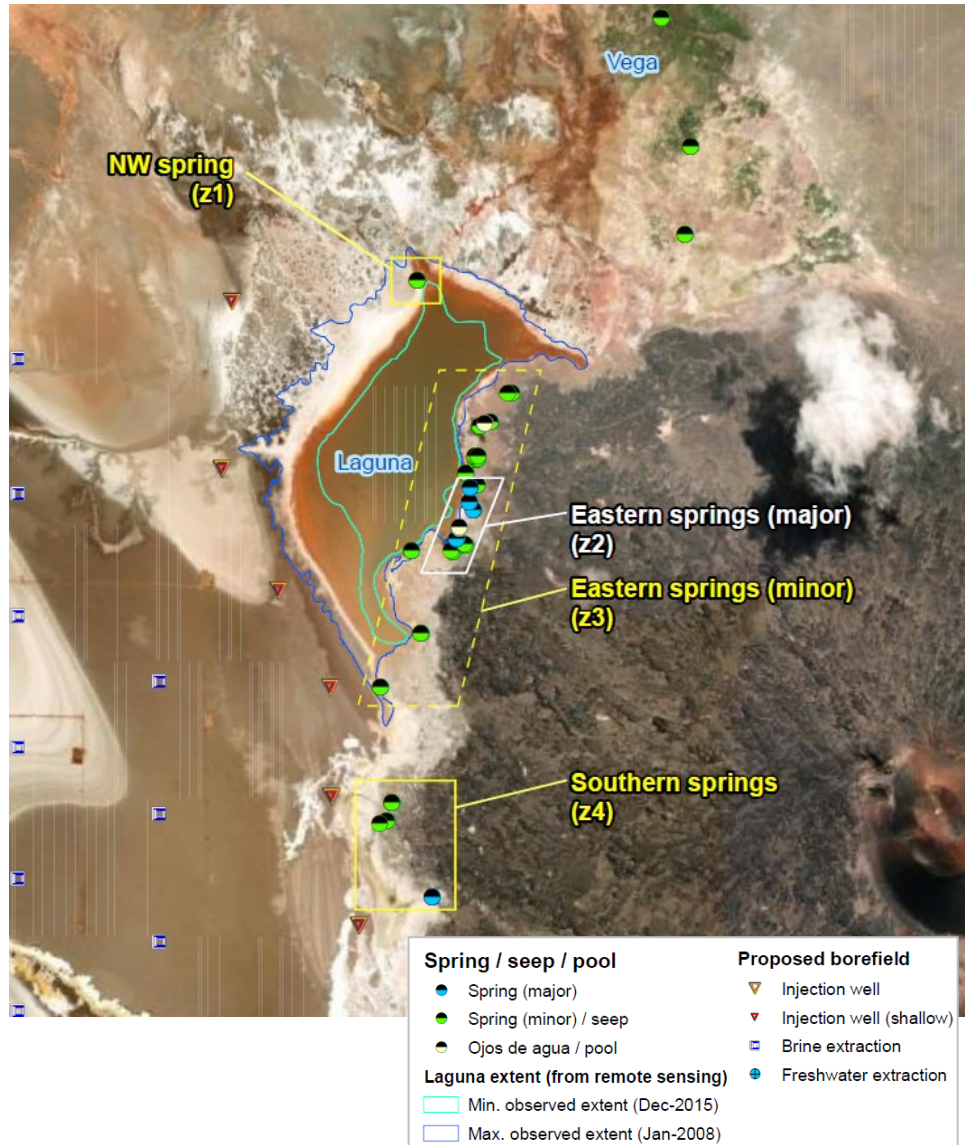 Vega
NW spring
(z1)
Laguna
Eastern springs (major)
(z2)
Eastern springs (minor)
(z3)
Southern springs
(z4)
Spring / seep / pool
Spring (major)
Spring (minor) / seep
Ojos de agua / pool
Laguna extent (from remote sensing)
Min. observed extent (Dec-2015)
Max. observed extent (Jan-2008)
Proposed borefield
Injection well
Injection well (shallow)
Brine extraction
Freshwater extraction